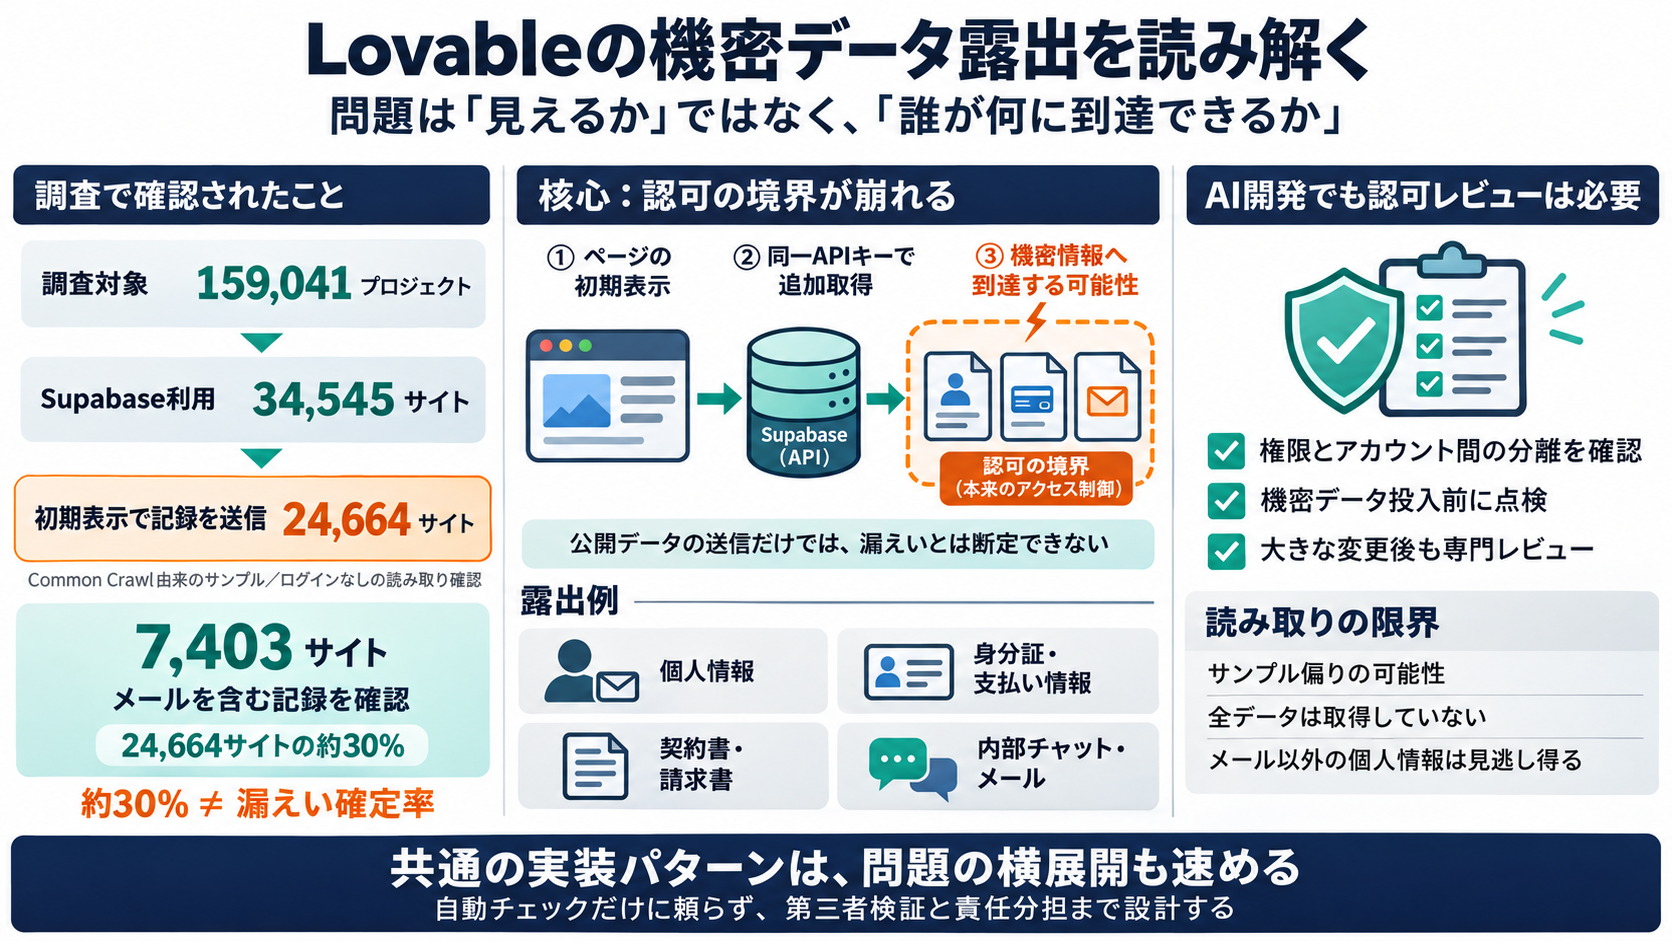 Lovableの機密データ露出を読み解く
問題は「見えるか」ではなく、「誰が何に到達できるか」
調査で確認されたこと
調査対象 159,041 プロジェクト
Supabase利用 34,545 サイト
初期表示で記録を送信 24,664 サイト
Common Crawl由来のサンプル／ログインなしの読み取り確認
7,403 サイト
メールを含む記録を確認
24,664サイトの約30%
約30% ≠ 漏えい確定率
核心：認可の境界が崩れる
① ページの
初期表示
② 同一APIキーで
追加取得
③ 機密情報へ
到達する可能性
Supabase
（API）
認可の境界
（本来のアクセス制御）
公開データの送信だけでは、漏えいとは断定できない
露出例
個人情報
身分証・
支払い情報
契約書・
請求書
内部チャット・
メール
AI開発でも認可レビューは必要
権限とアカウント間の分離を確認
機密データ投入前に点検
大きな変更後も専門レビュー
読み取りの限界
サンプル偏りの可能性
全データは取得していない
メール以外の個人情報は見逃し得る
共通の実装パターンは、問題の横展開も速める
自動チェックだけに頼らず、第三者検証と責任分担まで設計する